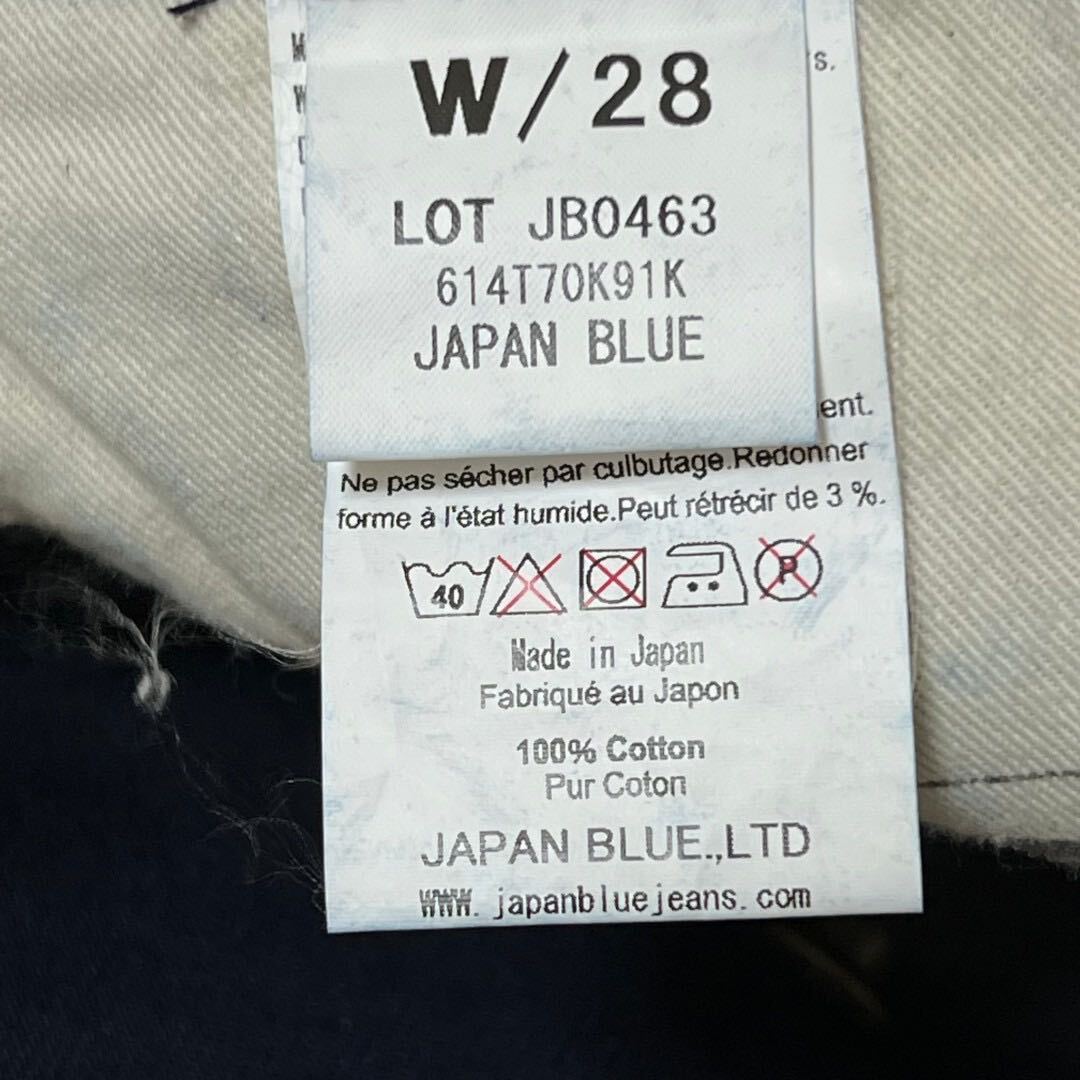 W/28
LOT JB0463
614T70K91K
JAPAN BLUE
Ne pas sécher par culbutage.Redonner
forme à l'état humide.Peut rétrécir de 3 %.
40
P
Made in Japan
Fabriqué au Japon
100% Cotton
Pur Coton
JAPAN BLUE.,LTD
WWW. japanbluejeans. com